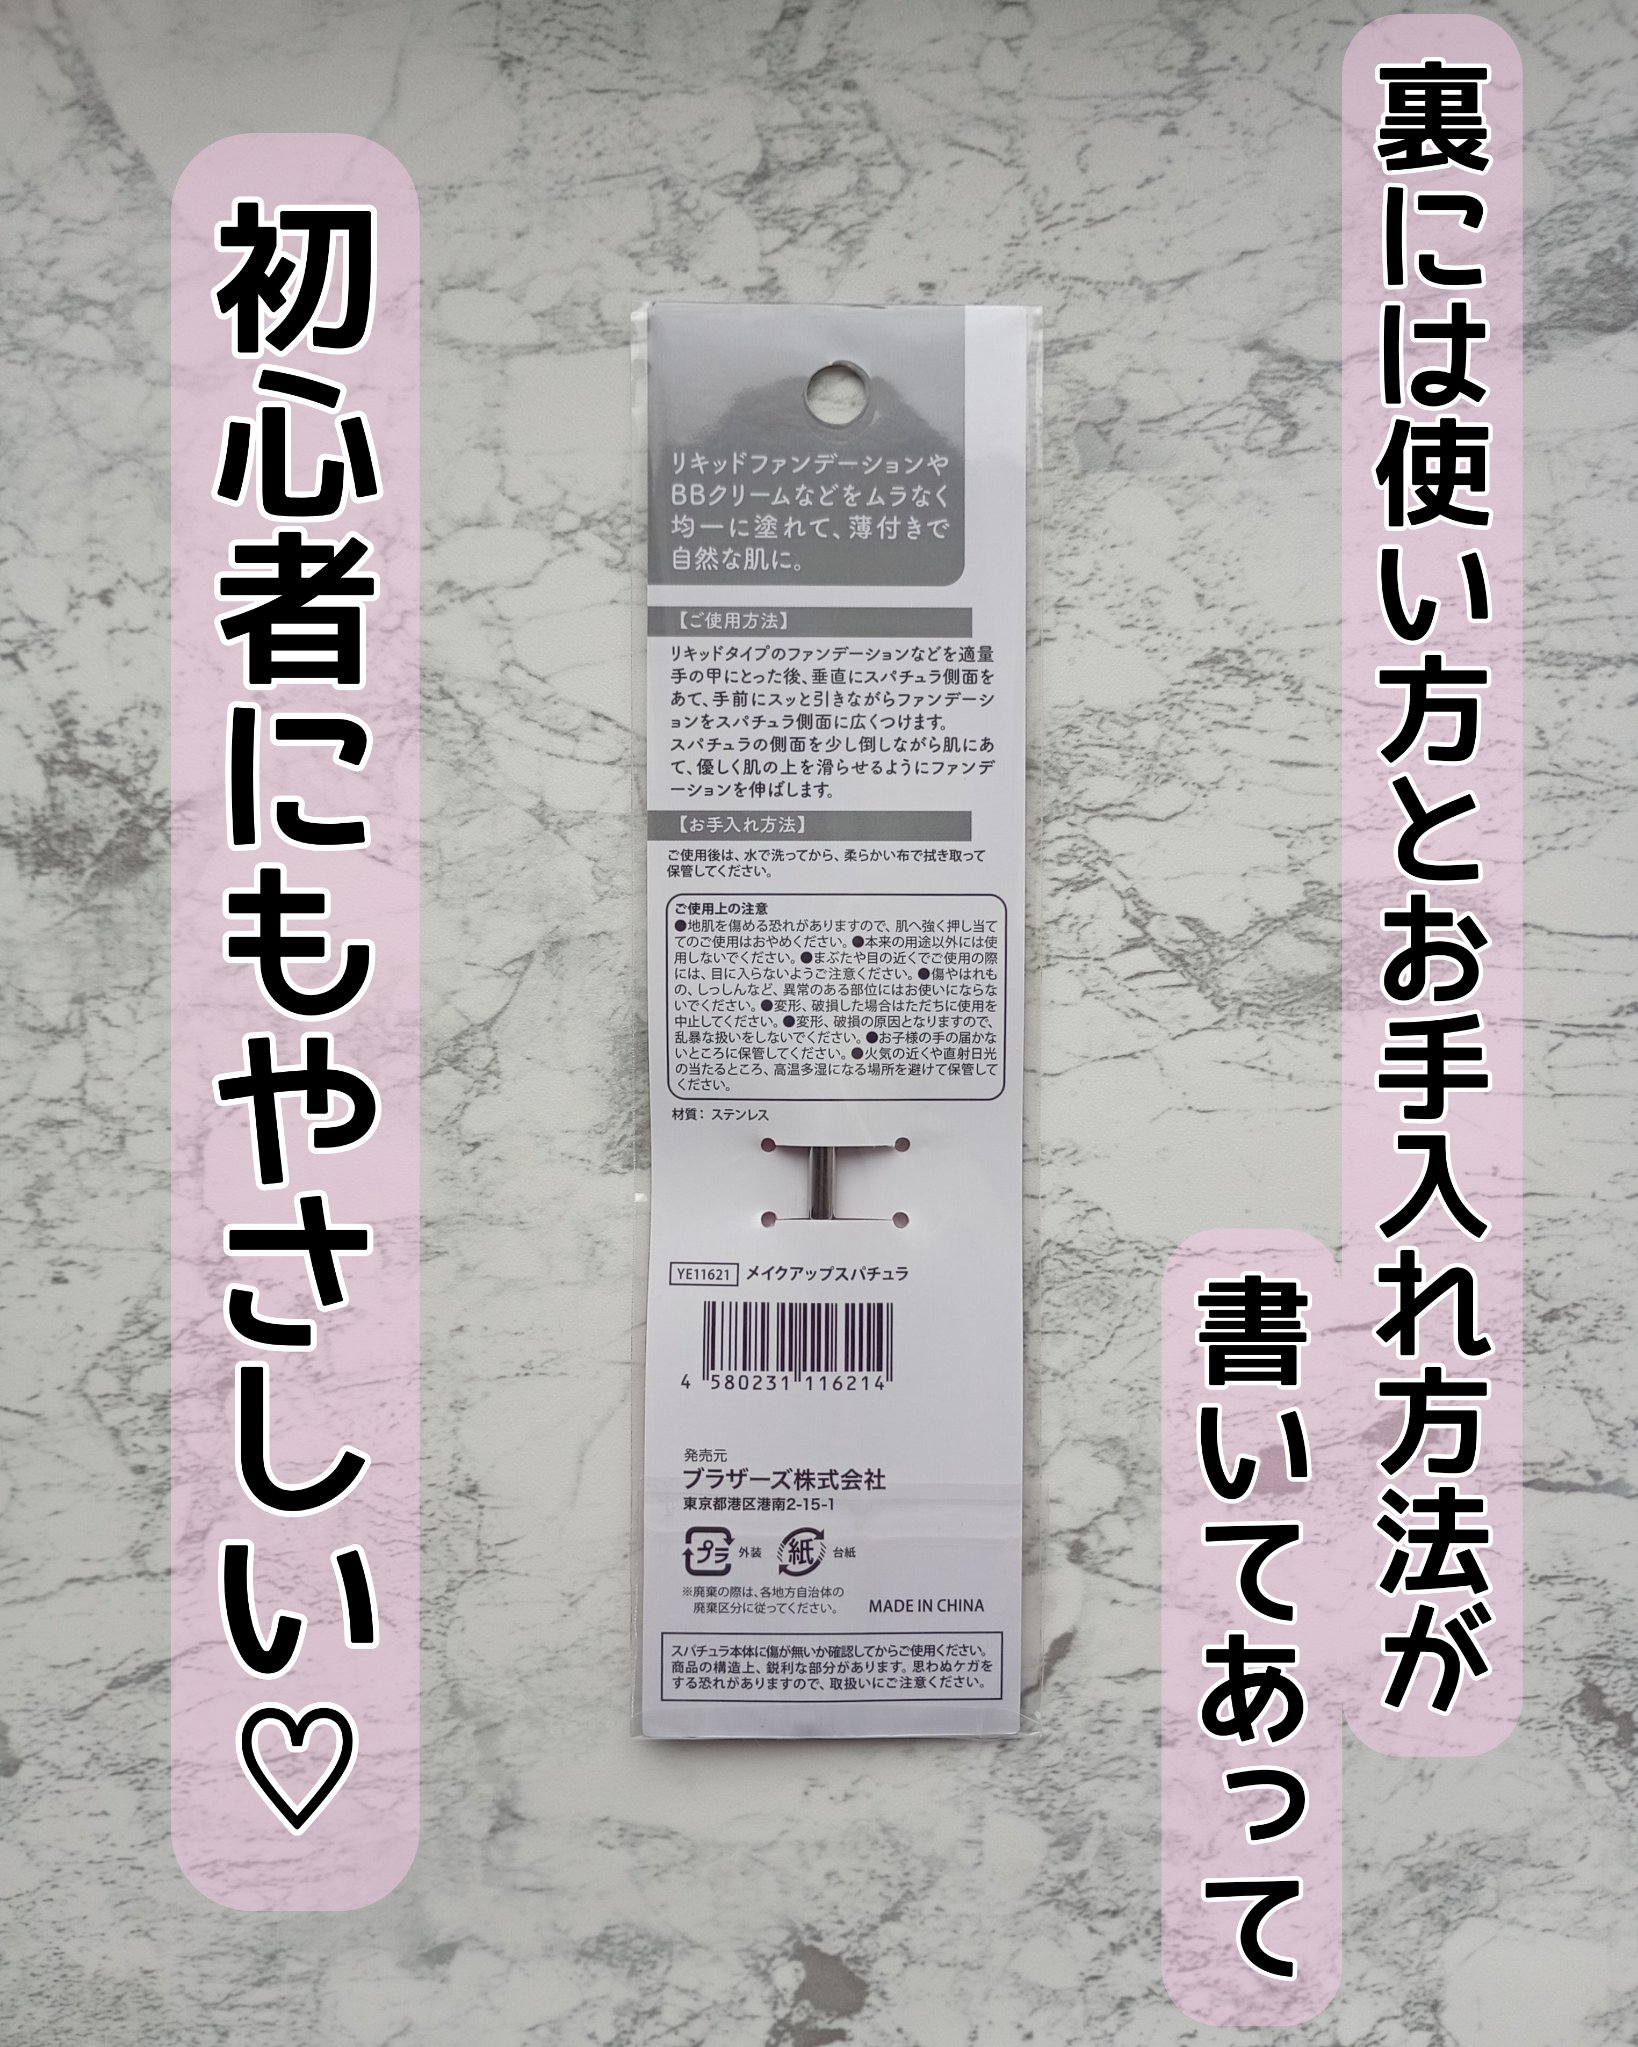 裏には使い方とお手入れ方法が
書いてあって
初心者にもやさしい♡
リキッドファンデーションや
BBクリームなどをムラなく
均一に塗れて、薄付きで
自然な肌に。
【ご使用方法】
リキッドタイプのファンデーションなどを適量
手の甲にとった後、垂直にスパチュラ側面を
あて、手前にスッと引きながらファンデーシ
ョンをスパチュラ側面に広くつけます。
スパチュラの側面を少し倒しながら肌にあ
て、優しく肌の上を滑らせるようにファンデ
ーションを伸ばします。
【お手入れ方法】
ご使用後は、水で洗ってから、柔らかい布で拭き取って
保管してください。
ご使用上の注意
●地肌を傷める恐れがありますので、肌へ強く押し当て
てのご使用はおやめください。●本来の用途以外には使
用しないでください。●まぶたや目の近くでご使用の際
には、目に入らないようご注意ください。●傷やはれも
の、しっしんなど、異常のある部位にはお使いにならな
いでください。●変形、破損した場合はただちに使用を
中止してください。●変形、破損の原因となりますので、
乱暴な扱いをしないでください。●お子様の手の届かな
いところに保管してください。●火気の近くや直射日光
の当たるところ、高温多湿になる場所を避けて保管して
ください。
材質：ステンレス
YE11621 メイクアップスパチュラ
4 580231 116214
発売元
ブラザーズ株式会社
東京都港区港南2-15-1
プラ 外装 紙 台紙
※廃棄の際は、各地方自治体の
廃棄区分に従ってください。
MADE IN CHINA
スパチュラ本体に傷が無いか確認してからご使用ください。
商品の構造上、鋭利な部分があります。思わぬケガを
する恐れがありますので、取扱いにご注意ください。